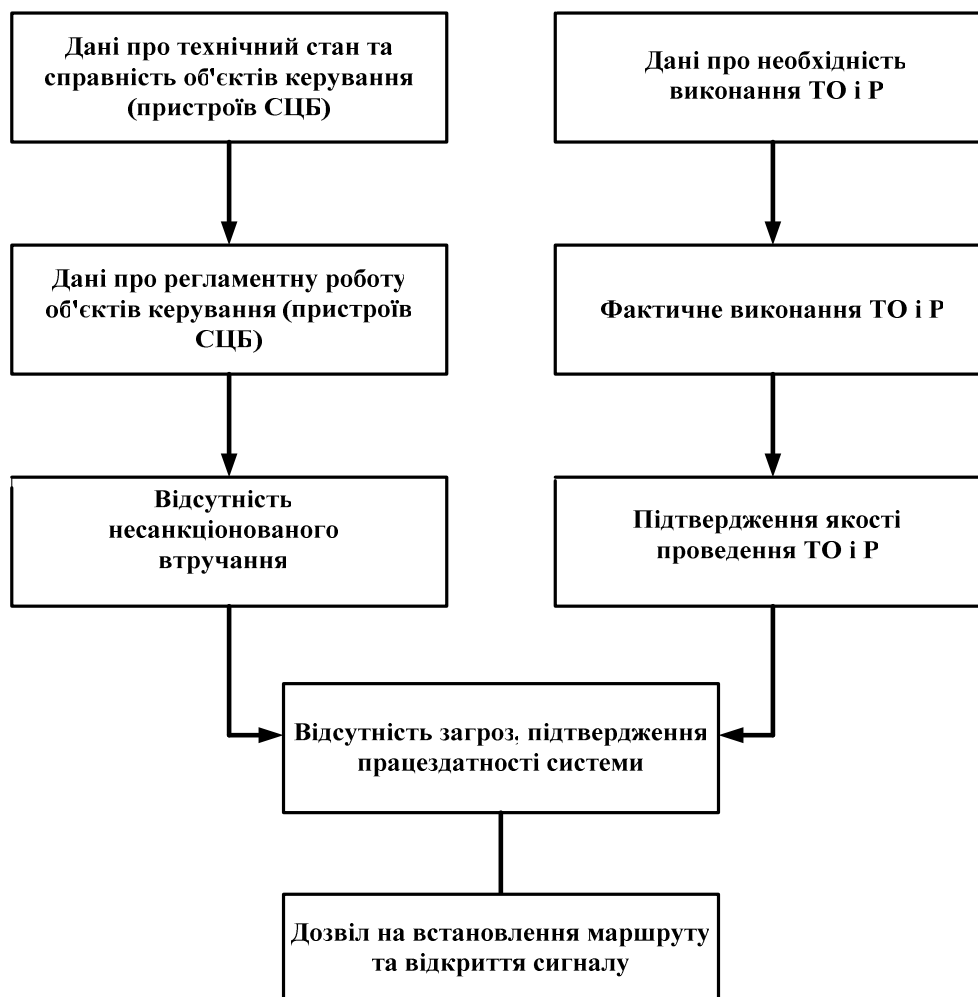 Дані про технічний стан та
справність об'єктів керування
(пристроїв СЦБ)
Дані про необхідність
виконання ТО і Р
Дані про регламентну роботу
об'єктів керування (пристроїв
СЦБ)
Фактичне виконання ТО і Р
Відсутність
несанкціонованого
втручання
Підтвердження якості
проведення ТО і Р
Відсутність загроз, підтвердження
працездатності системи
Дозвіл на встановлення маршруту
та відкриття сигналу